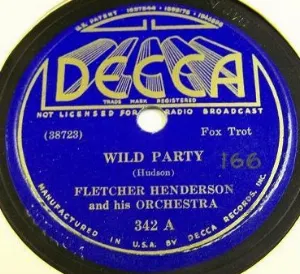 DECCA
TRADE MARK REGISTERED
NOT LICENSED FOR RADIO BROADCAST
(38723) Fox Trot
WILD PARTY
(Hudson)
166
FLETCHER HENDERSON
and his ORCHESTRA
342 A
MANUFACTURED IN U.S.A. BY DECCA RECORDS, INC.